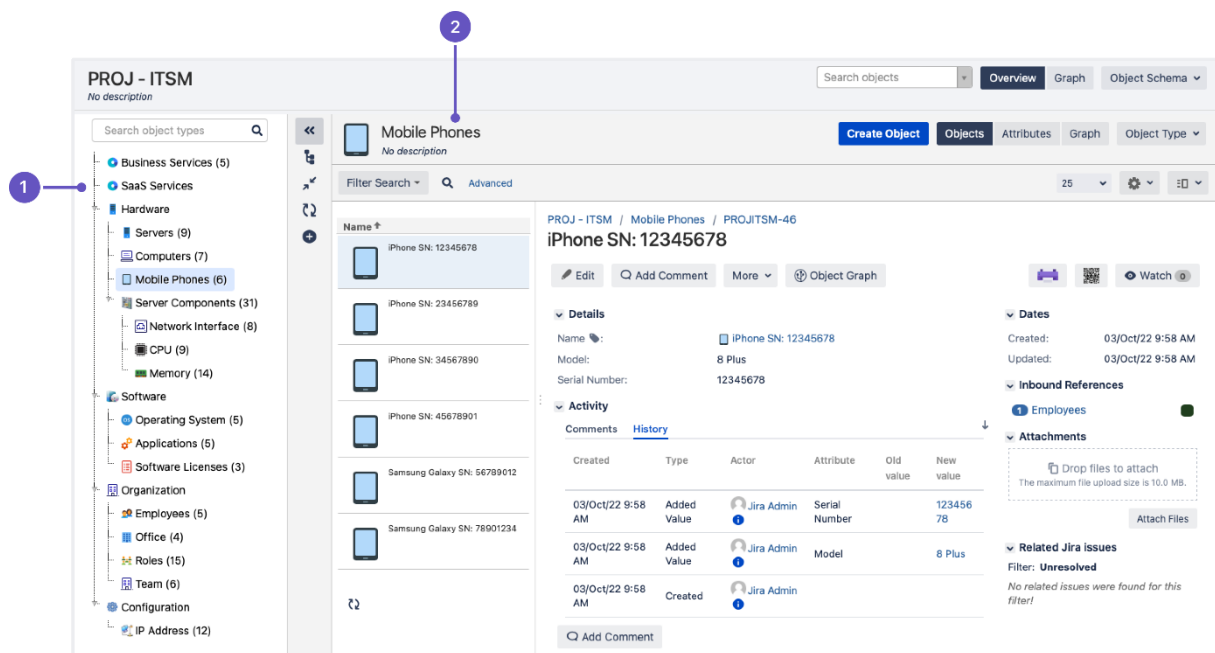 2
PROJ - ITSM
No description
Search objects
Overview
Graph
Object Schema
1
Search object types
Business Services (5)
SaaS Services
Hardware
Servers (9)
Computers (7)
Mobile Phones (6)
Server Components (31)
Network Interface (8)
CPU (9)
Memory (14)
Software
Operating System (5)
Applications (5)
Software Licenses (3)
Organization
Employees (5)
Office (4)
Roles (15)
Team (6)
Configuration
IP Address (12)
Mobile Phones
No description
Create Object
Objects
Attributes
Graph
Object Type
Filter Search
Advanced
25
Name
iPhone SN: 12345678
iPhone SN: 23456789
iPhone SN: 34567890
iPhone SN: 45678901
Samsung Galaxy SN: 56789012
Samsung Galaxy SN: 78901234
PROJ - ITSM / Mobile Phones / PROJITSM-46
iPhone SN: 12345678
Edit
Add Comment
More
Object Graph
Watch 0
Details
Name :
iPhone SN: 12345678
Model:
8 Plus
Serial Number:
12345678
Activity
Comments
History
Created
Type
Actor
Attribute
Old
value
New
value
03/Oct/22 9:58
AM
Added
Value
Jira Admin
Serial
Number
123456
78
03/Oct/22 9:58
AM
Added
Value
Jira Admin
Model
8 Plus
03/Oct/22 9:58
AM
Created
Jira Admin
Add Comment
Dates
Created:
03/Oct/22 9:58 AM
Updated:
03/Oct/22 9:58 AM
Inbound References
1 Employees
Attachments
Drop files to attach
The maximum file upload size is 10.0 MB.
Attach Files
Related Jira issues
Filter: Unresolved
No related issues were found for this
filter!